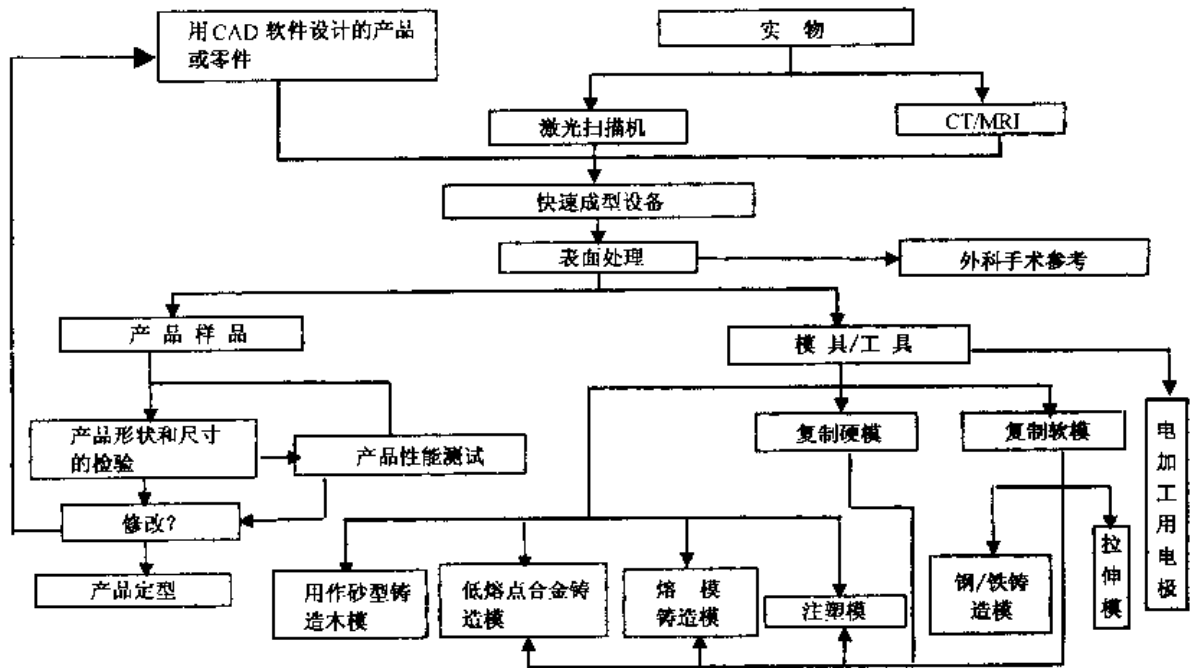 用CAD 软件设计的产品
或零件
实 物
激光扫描机
CT/MRI
快速成型设备
表面处理
外科手术参考
产 品 样 品
模 具/工 具
产品形状和尺寸
的检验
产品性能测试
复制硬模
复制软模
电加工用电极
修改?
产品定型
用作砂型铸
造木模
低熔点合金铸
造模
熔 模
铸造模
注塑模
钢/铁铸
造模
拉伸模